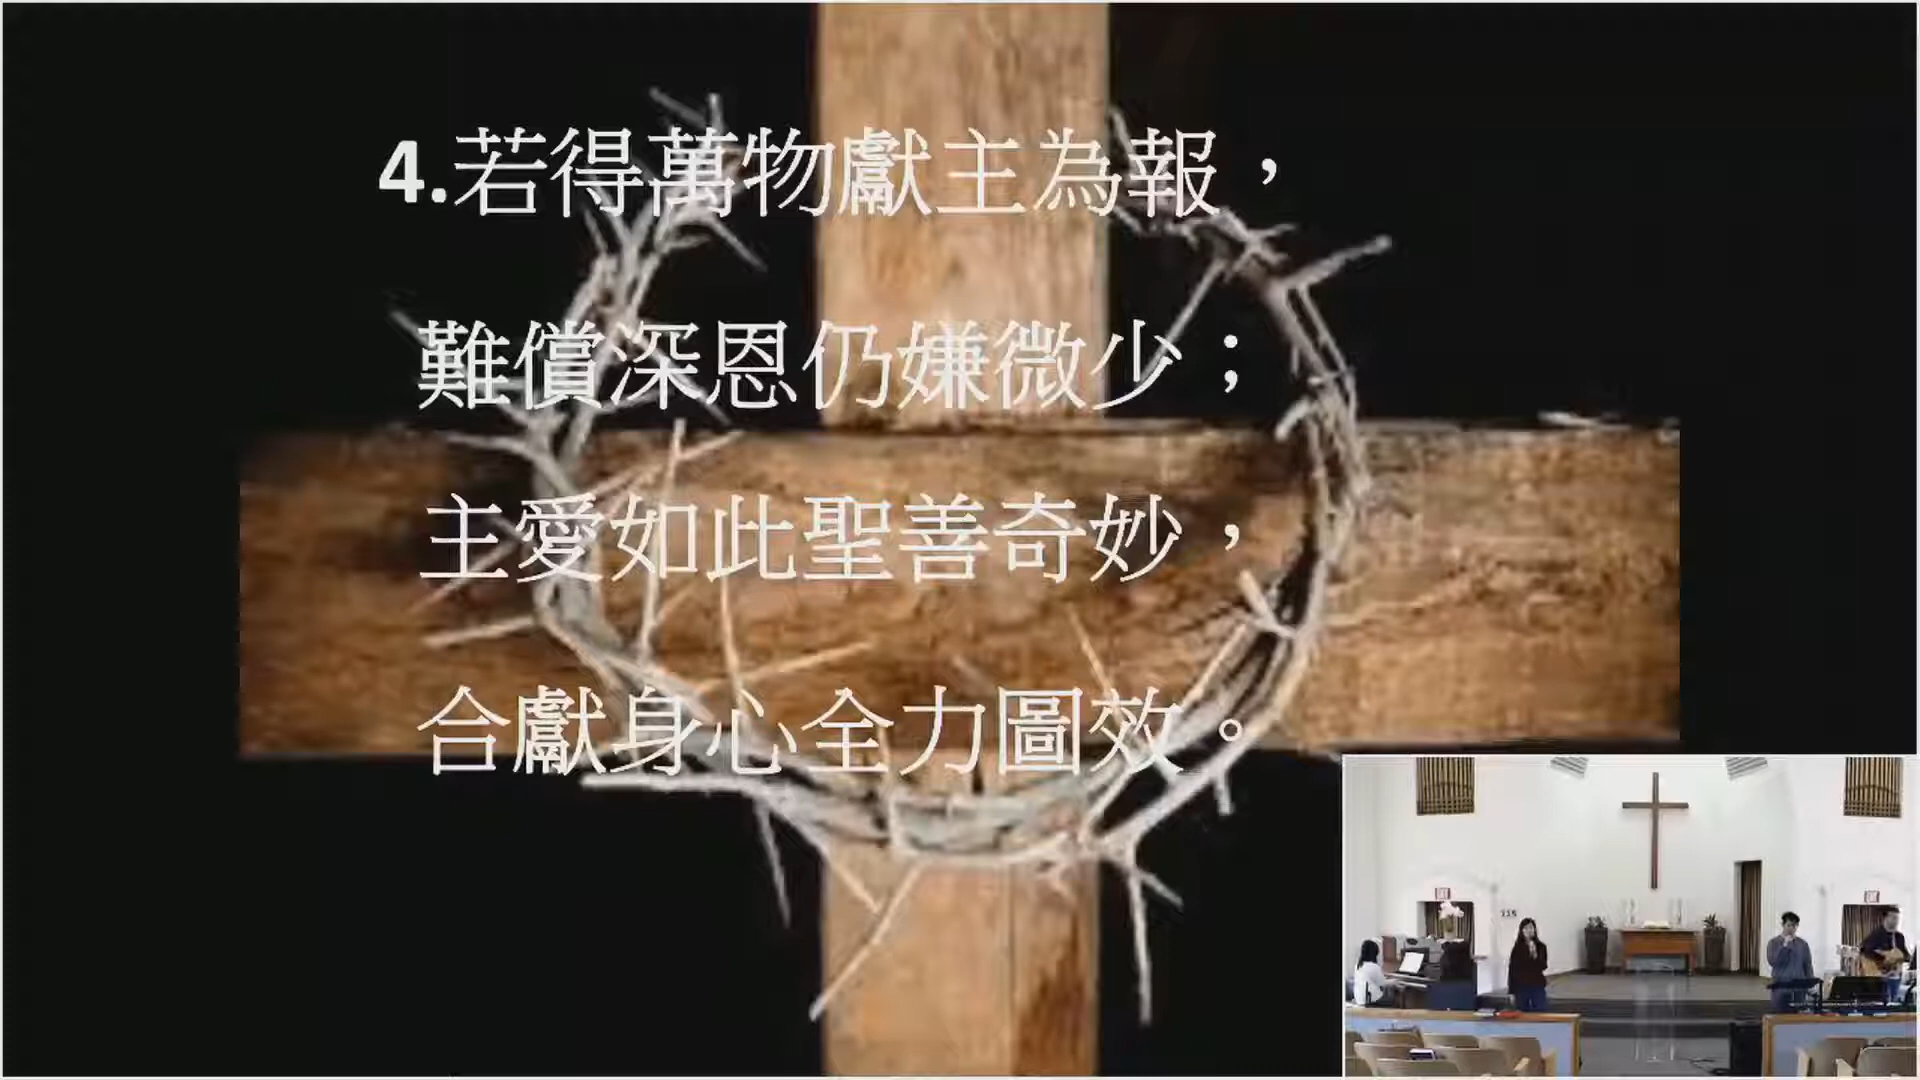 4.若得萬物獻主為報，
難償深恩仍嫌微少；
主愛如此聖善奇妙，
合獻身心全力圖效。